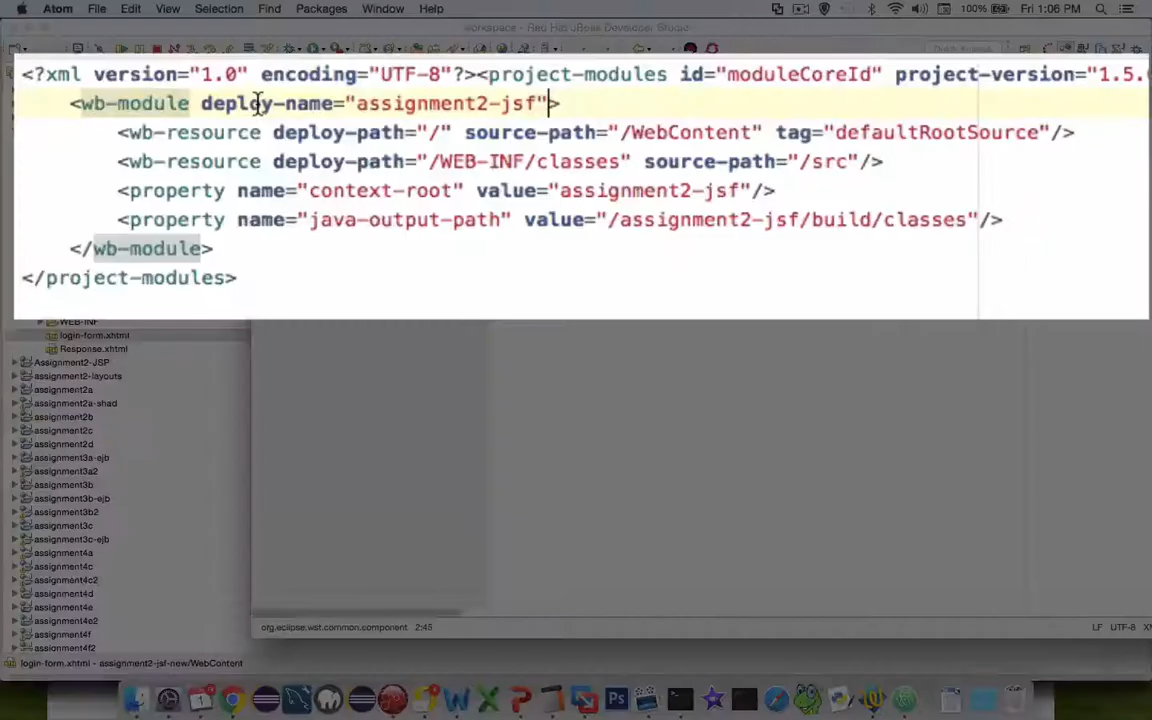 Atom File Edit View Selection Find Packages Window Help 100% Fri 1:06 PM
workspace - Red Hat JBoss Developer Studio
<?xml version="1.0" encoding="UTF-8"?><project-modules id="moduleCoreId" project-version="1.5.
<wb-module deploy-name="assignment2-jsf">
<wb-resource deploy-path="/" source-path="/WebContent" tag="defaultRootSource"/>
<wb-resource deploy-path="/WEB-INF/classes" source-path="/src"/>
<property name="context-root" value="assignment2-jsf"/>
<property name="java-output-path" value="/assignment2-jsf/build/classes"/>
</wb-module>
</project-modules>
WEB-INF
login-form.xhtml
Response.xhtml
Assignment2-JSP
assignment2-layouts
assignment2a
assignment2a-shad
assignment2b
assignment2c
assignment2d
assignment3a-ejb
assignment3a2
assignment3b
assignment3b-ejb
assignment3b2
assignment3c
assignment3c-ejb
assignment4a
assignment4c
assignment4c2
assignment4d
assignment4e
assignment4e2
assignment4f
assignment4f2
org.eclipse.wst.common.component 2:45 LF UTF-8
login-form.xhtml - assignment2-jsf-new/WebContent